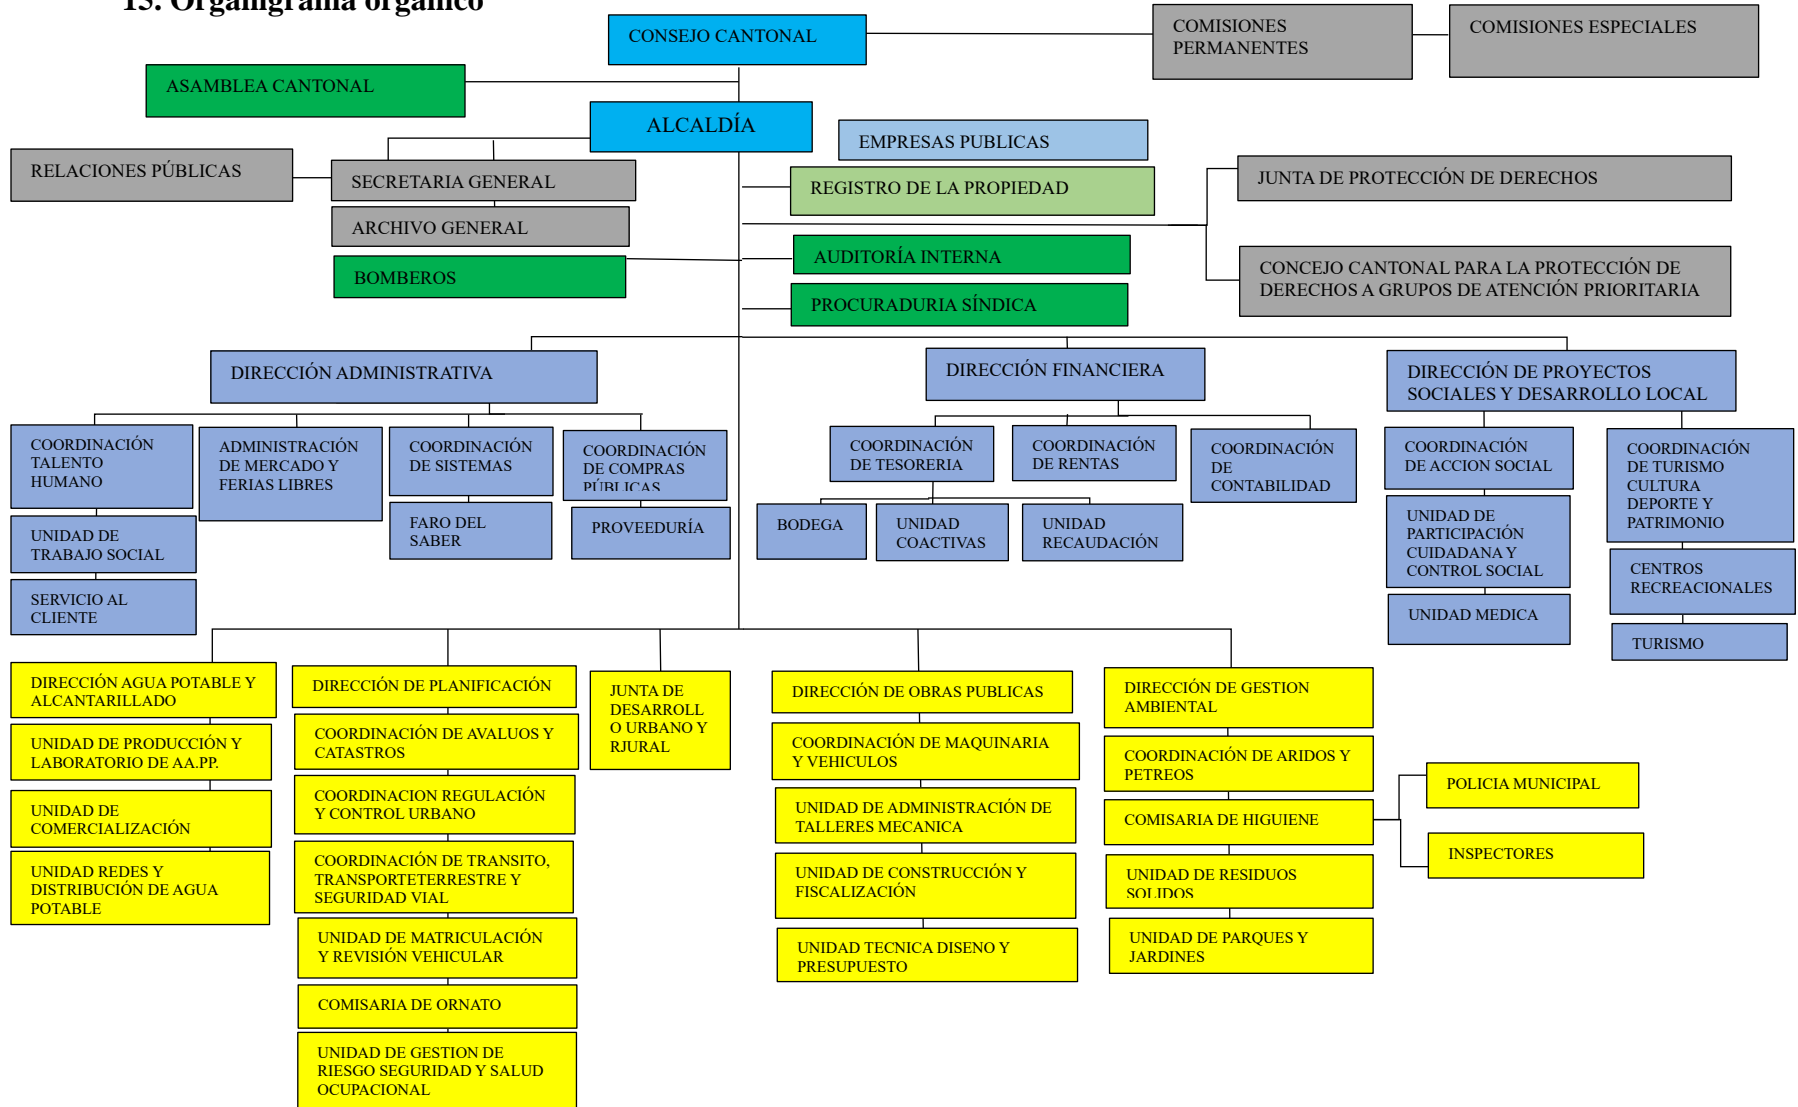 13. Organigrama orgánico
CONSEJO CANTONAL
COMISIONES
PERMANENTES
COMISIONES ESPECIALES
ASAMBLEA CANTONAL
ALCALDÍA
EMPRESAS PUBLICAS
RELACIONES PÚBLICAS
SECRETARIA GENERAL
REGISTRO DE LA PROPIEDAD
JUNTA DE PROTECCIÓN DE DERECHOS
ARCHIVO GENERAL
AUDITORÍA INTERNA
BOMBEROS
CONCEJO CANTONAL PARA LA PROTECCIÓN DE
DERECHOS A GRUPOS DE ATENCIÓN PRIORITARIA
PROCURADURIA SÍNDICA
DIRECCIÓN ADMINISTRATIVA
DIRECCIÓN FINANCIERA
DIRECCIÓN DE PROYECTOS
SOCIALES Y DESARROLLO LOCAL
COORDINACIÓN
TALENTO
HUMANO
ADMINISTRACIÓN
DE MERCADO Y
FERIAS LIBRES
COORDINACIÓN
DE SISTEMAS
COORDINACIÓN
DE COMPRAS
PÚBLICAS
COORDINACIÓN
DE TESORERIA
COORDINACIÓN
DE RENTAS
COORDINACIÓN
DE
CONTABILIDAD
COORDINACIÓN
DE ACCION SOCIAL
COORDINACIÓN
DE TURISMO
CULTURA
DEPORTE Y
PATRIMONIO
UNIDAD DE
TRABAJO SOCIAL
FARO DEL
SABER
PROVEEDURÍA
BODEGA
UNIDAD
COACTIVAS
UNIDAD
RECAUDACIÓN
UNIDAD DE
PARTICIPACIÓN
CUIDADANA Y
CONTROL SOCIAL
CENTROS
RECREACIONALES
SERVICIO AL
CLIENTE
UNIDAD MEDICA
TURISMO
DIRECCIÓN AGUA POTABLE Y
ALCANTARILLADO
DIRECCIÓN DE PLANIFICACIÓN
JUNTA DE
DESARROLL
O URBANO Y
RJURAL
DIRECCIÓN DE OBRAS PUBLICAS
DIRECCIÓN DE GESTION
AMBIENTAL
UNIDAD DE PRODUCCIÓN Y
LABORATORIO DE AA.PP.
COORDINACIÓN DE AVALUOS Y
CATASTROS
COORDINACIÓN DE MAQUINARIA
Y VEHICULOS
COORDINACIÓN DE ARIDOS Y
PETREOS
POLICIA MUNICIPAL
UNIDAD DE
COMERCIALIZACIÓN
COORDINACION REGULACIÓN
Y CONTROL URBANO
UNIDAD DE ADMINISTRACIÓN DE
TALLERES MECANICA
COMISARIA DE HIGUIENE
INSPECTORES
UNIDAD REDES Y
DISTRIBUCIÓN DE AGUA
POTABLE
COORDINACIÓN DE TRANSITO,
TRANSPORTETERRESTRE Y
SEGURIDAD VIAL
UNIDAD DE CONSTRUCCIÓN Y
FISCALIZACIÓN
UNIDAD DE RESIDUOS
SOLIDOS
UNIDAD DE MATRICULACIÓN
Y REVISIÓN VEHICULAR
UNIDAD TECNICA DISENO Y
PRESUPUESTO
UNIDAD DE PARQUES Y
JARDINES
COMISARIA DE ORNATO
UNIDAD DE GESTION DE
RIESGO SEGURIDAD Y SALUD
OCUPACIONAL